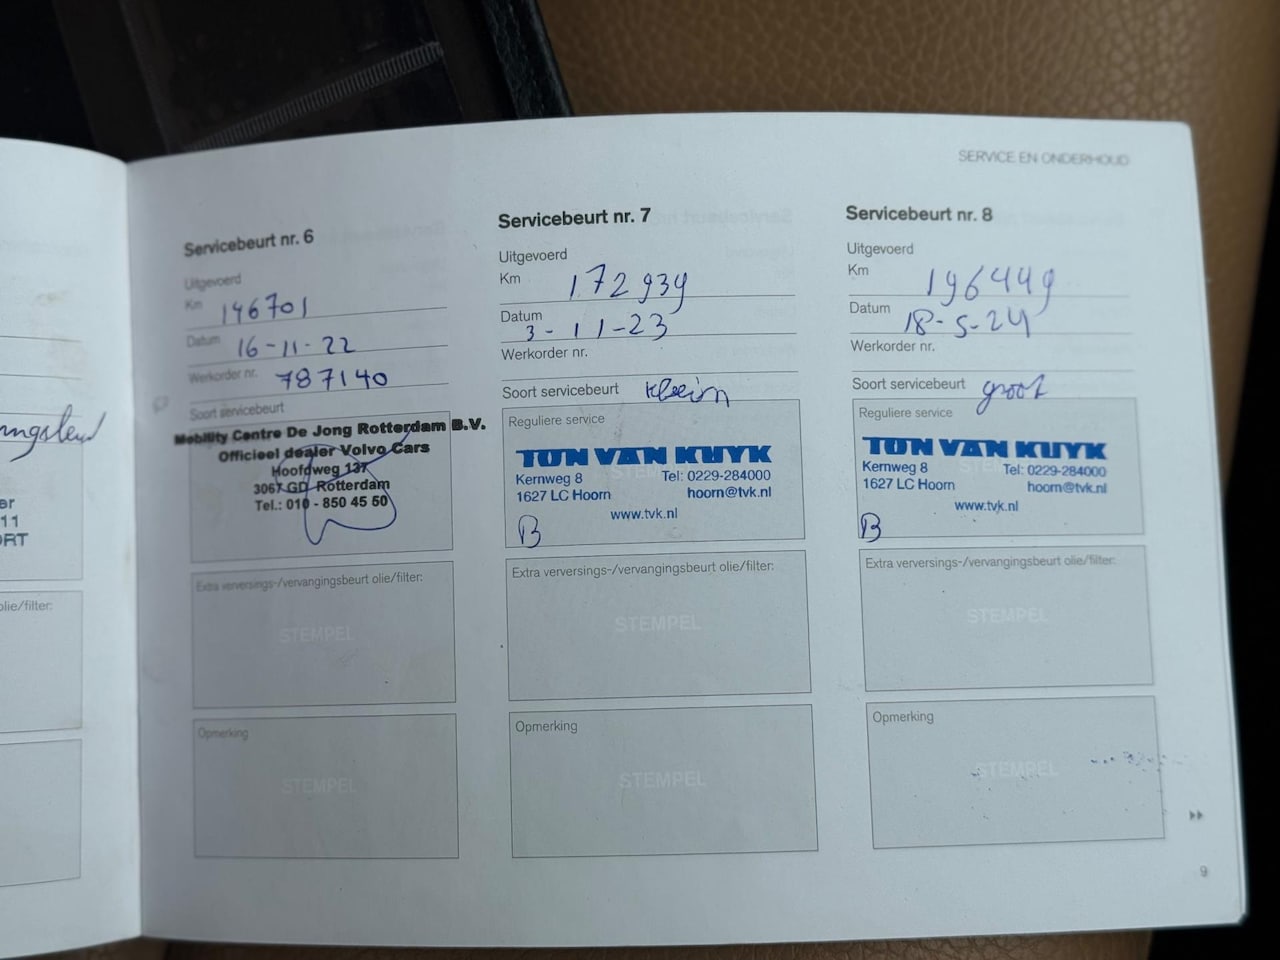 SERVICE EN ONDERHOUD
Servicebeurt nr. 6
Uitgevoerd
Km 146701
Datum 16-11-22
Werkorder nr. 787140
Soort servicebeurt
Mobility Centre De Jong Rotterdam B.V.
Officieel dealer Volvo Cars
Hoofdweg 137
3067 GD Rotterdam
Tel.: 010 - 850 45 50
Extra verversings-/vervangingsbeurt olie/filter:
STEMPEL
Opmerking
STEMPEL
Servicebeurt nr. 7
Uitgevoerd
Km 172939
Datum 3-11-23
Werkorder nr.
Soort servicebeurt klein
Reguliere service
TON VAN KUYK
Kernweg 8 Tel: 0229-284000
1627 LC Hoorn hoorn@tvk.nl
www.tvk.nl
B
Extra verversings-/vervangingsbeurt olie/filter:
STEMPEL
Opmerking
STEMPEL
Servicebeurt nr. 8
Uitgevoerd
Km 196449
Datum 18-5-24
Werkorder nr.
Soort servicebeurt groot
Reguliere service
TON VAN KUYK
Kernweg 8 Tel: 0229-284000
1627 LC Hoorn hoorn@tvk.nl
www.tvk.nl
B
Extra verversings-/vervangingsbeurt olie/filter:
STEMPEL
Opmerking
STEMPEL
9